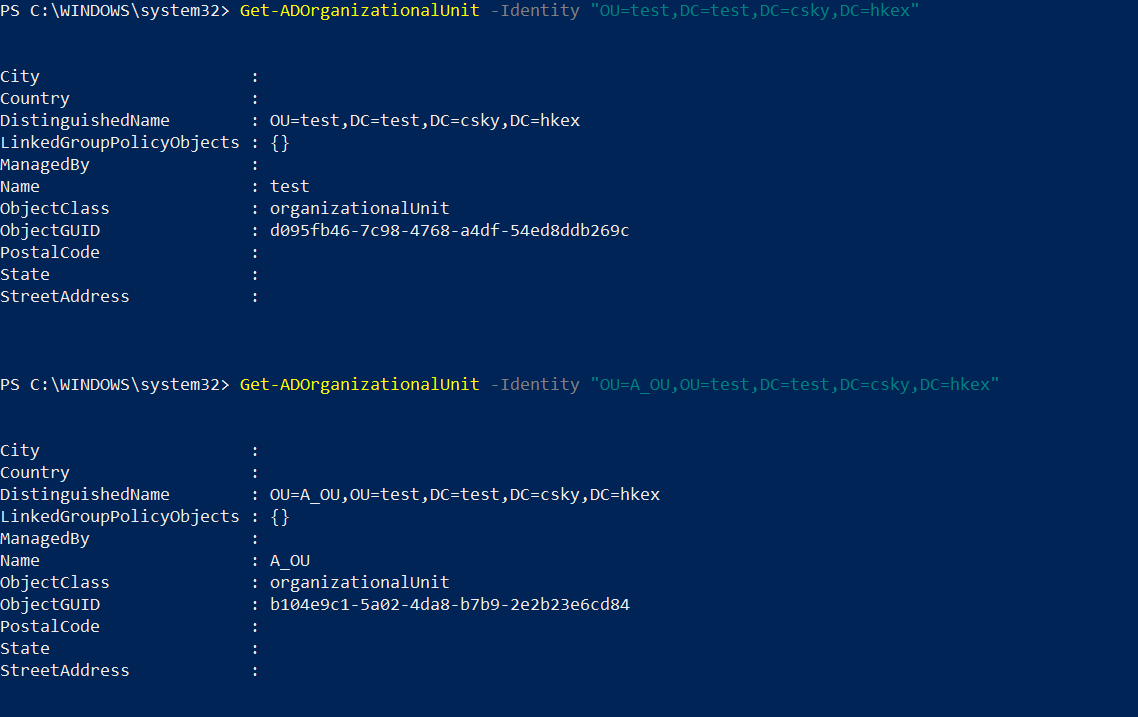 PS C:\WINDOWS\system32> Get-ADOrganizationalUnit -Identity "OU=test,DC=test,DC=csky,DC=hkex"
City                     :
Country                  :
DistinguishedName        : OU=test,DC=test,DC=csky,DC=hkex
LinkedGroupPolicyObjects : {}
ManagedBy                :
Name                     : test
ObjectClass              : organizationalUnit
ObjectGUID               : d095fb46-7c98-4768-a4df-54ed8ddb269c
PostalCode               :
State                    :
StreetAddress            :
PS C:\WINDOWS\system32> Get-ADOrganizationalUnit -Identity "OU=A_OU,OU=test,DC=test,DC=csky,DC=hkex"
City                     :
Country                  :
DistinguishedName        : OU=A_OU,OU=test,DC=test,DC=csky,DC=hkex
LinkedGroupPolicyObjects : {}
ManagedBy                :
Name                     : A_OU
ObjectClass              : organizationalUnit
ObjectGUID               : b104e9c1-5a02-4da8-b7b9-2e2b23e6cd84
PostalCode               :
State                    :
StreetAddress            :